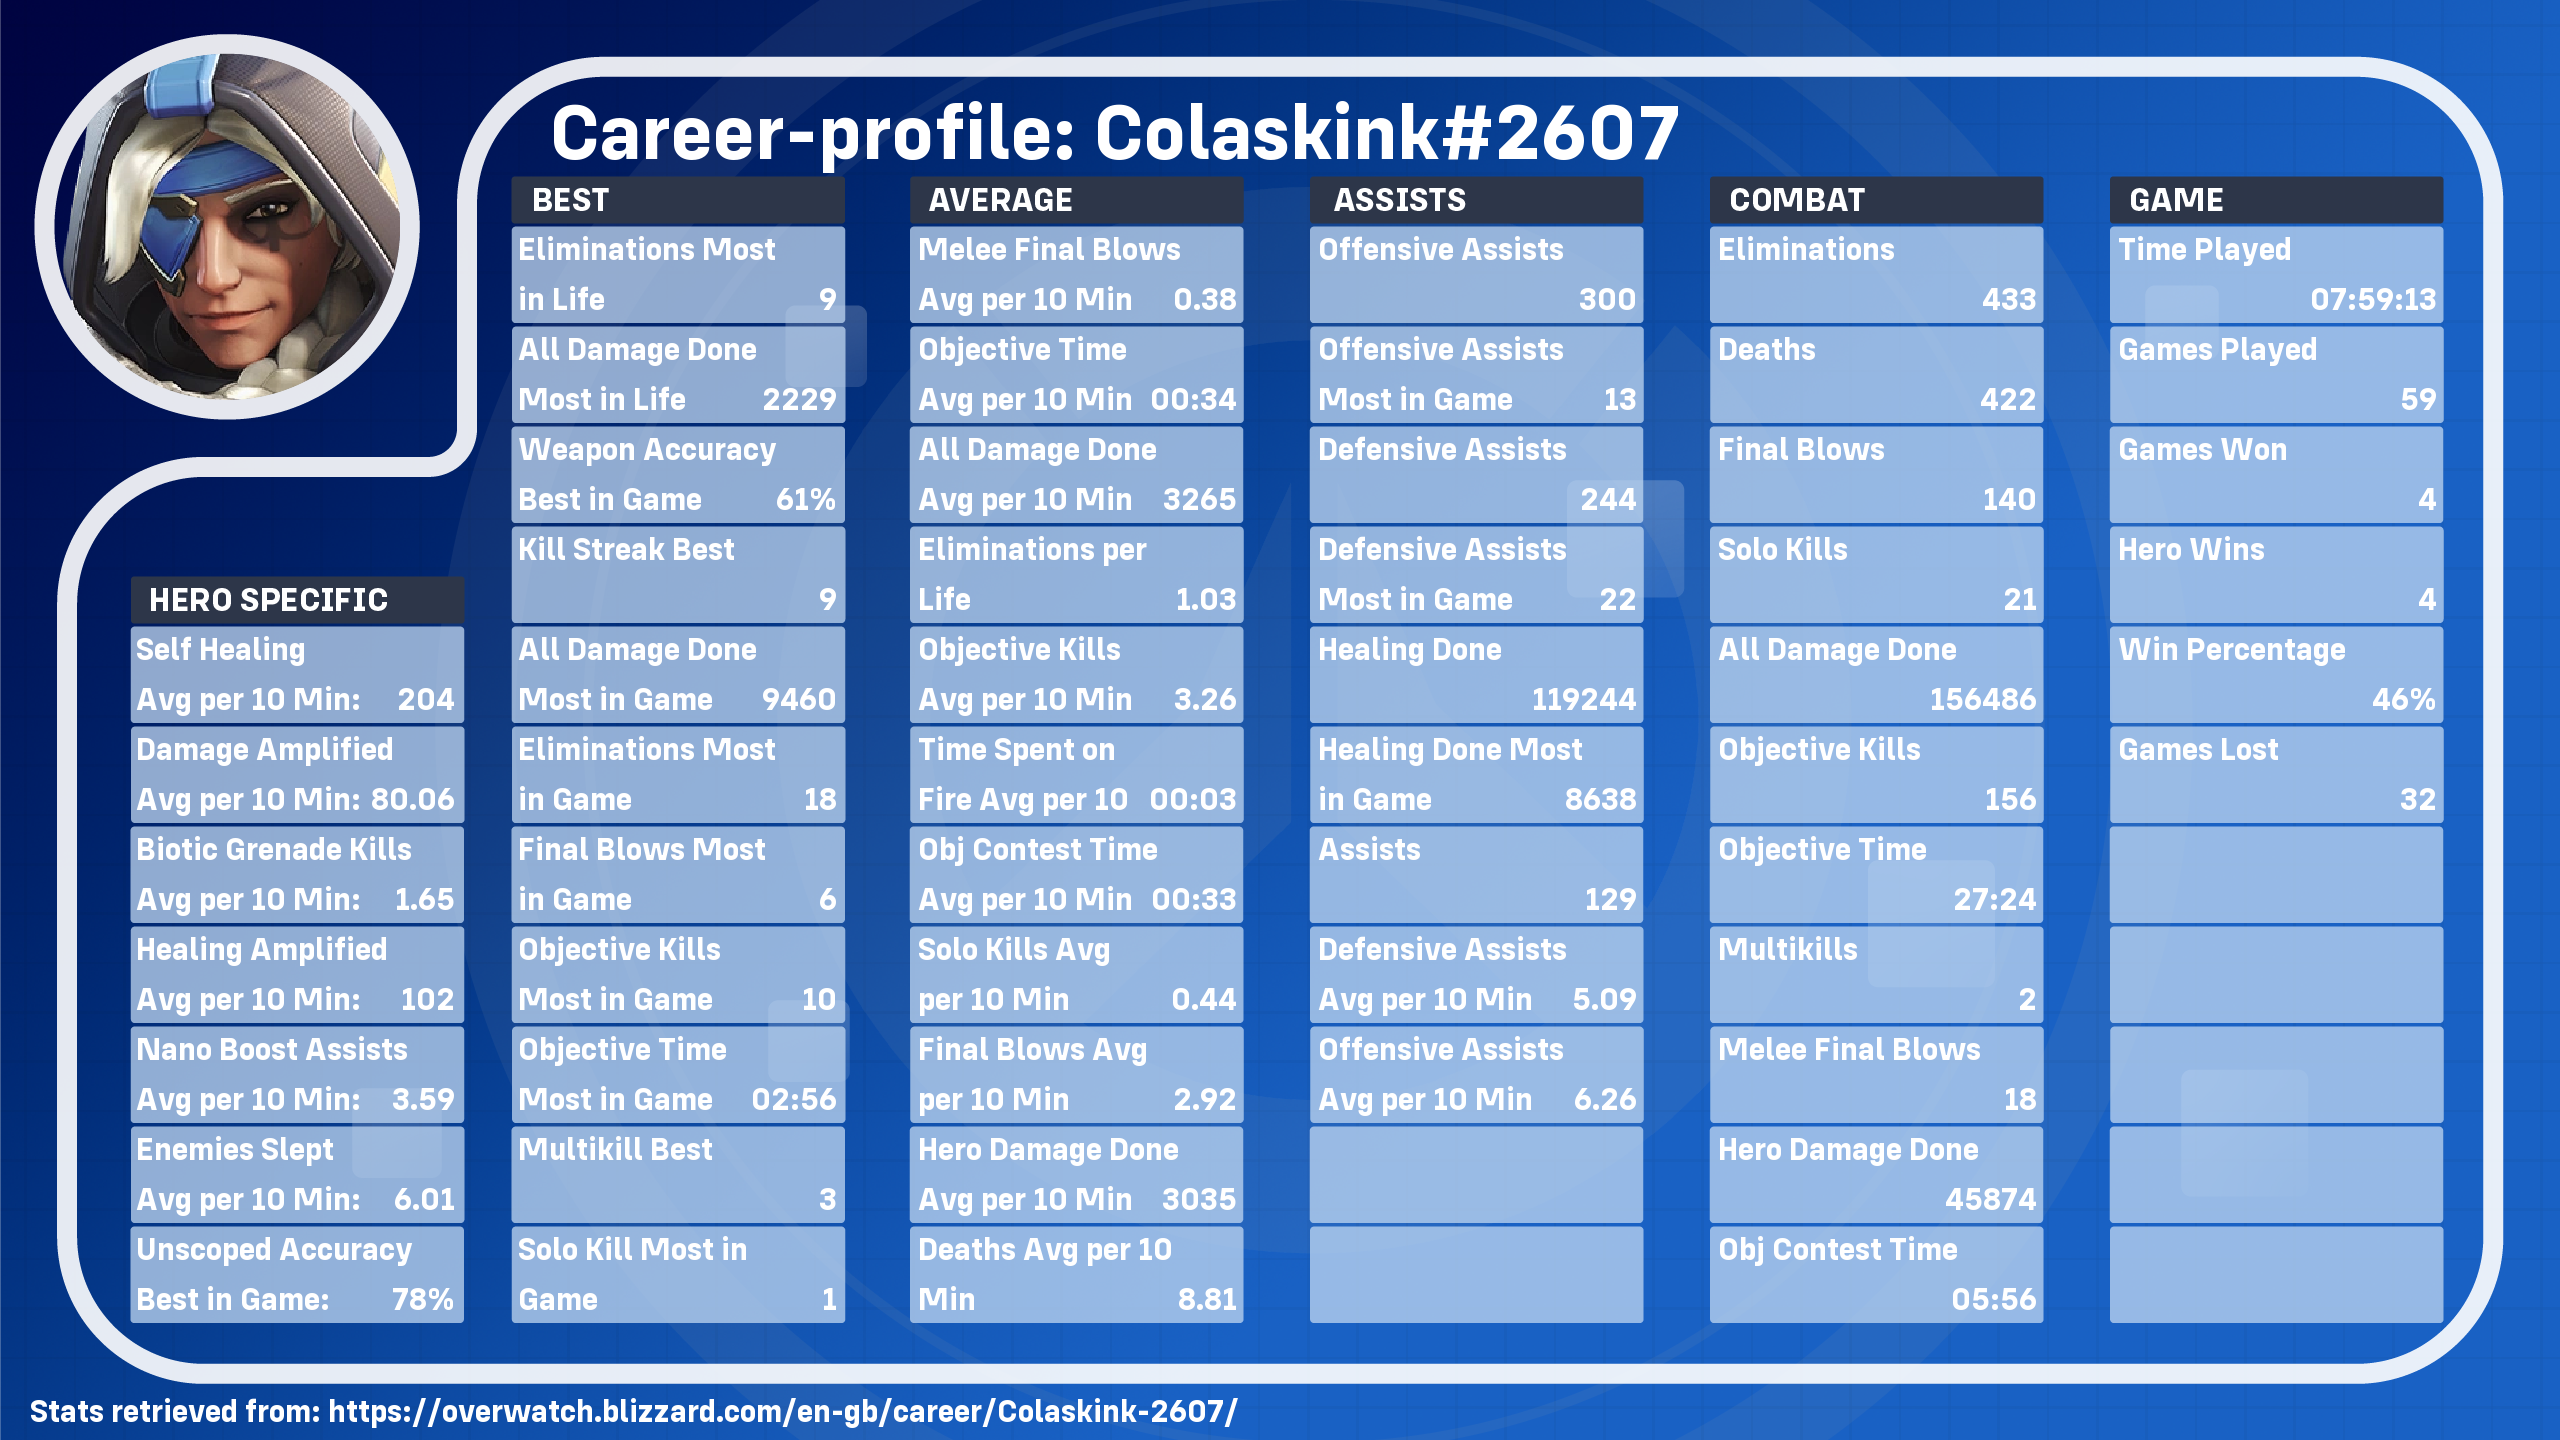 Career-profile: Colaskink#2607
HERO SPECIFIC
Self Healing
Avg per 10 Min: 204
Damage Amplified
Avg per 10 Min: 80.06
Biotic Grenade Kills
Avg per 10 Min: 1.65
Healing Amplified
Avg per 10 Min: 102
Nano Boost Assists
Avg per 10 Min: 3.59
Enemies Slept
Avg per 10 Min: 6.01
Unscoped Accuracy
Best in Game: 78%
BEST
Eliminations Most
in Life 9
All Damage Done
Most in Life 2229
Weapon Accuracy
Best in Game 61%
Kill Streak Best
9
All Damage Done
Most in Game 9460
Eliminations Most
in Game 18
Final Blows Most
in Game 6
Objective Kills
Most in Game 10
Objective Time
Most in Game 02:56
Multikill Best
3
Solo Kill Most in
Game 1
AVERAGE
Melee Final Blows
Avg per 10 Min 0.38
Objective Time
Avg per 10 Min 00:34
All Damage Done
Avg per 10 Min 3265
Eliminations per
Life 1.03
Objective Kills
Avg per 10 Min 3.26
Time Spent on
Fire Avg per 10 00:03
Obj Contest Time
Avg per 10 Min 00:33
Solo Kills Avg
per 10 Min 0.44
Final Blows Avg
per 10 Min 2.92
Hero Damage Done
Avg per 10 Min 3035
Deaths Avg per 10
Min 8.81
ASSISTS
Offensive Assists
300
Offensive Assists
Most in Game 13
Defensive Assists
244
Defensive Assists
Most in Game 22
Healing Done
119244
Healing Done Most
in Game 8638
Assists
129
Defensive Assists
Avg per 10 Min 5.09
Offensive Assists
Avg per 10 Min 6.26
COMBAT
Eliminations
433
Deaths
422
Final Blows
140
Solo Kills
21
All Damage Done
156486
Objective Kills
156
Objective Time
27:24
Multikills
2
Melee Final Blows
18
Hero Damage Done
45874
Obj Contest Time
05:56
GAME
Time Played
07:59:13
Games Played
59
Games Won
4
Hero Wins
4
Win Percentage
46%
Games Lost
32
Stats retrieved from: https://overwatch.blizzard.com/en-gb/career/Colaskink-2607/